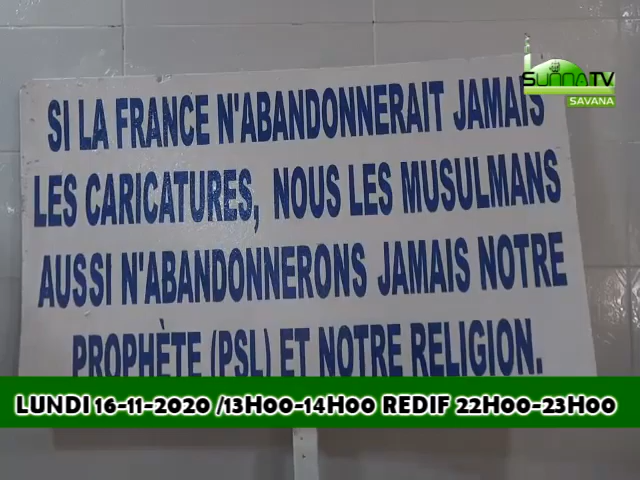 SUNNATV
SAVANA
SI LA FRANCE N'ABANDONNERAIT JAMAIS
LES CARICATURES, NOUS LES MUSULMANS
AUSSI N'ABANDONNERONS JAMAIS NOTRE
PROPHÈTE (PSL) ET NOTRE RELIGION.
LUNDI 16-11-2020 /13H00-14H00 REDIF 22H00-23H00